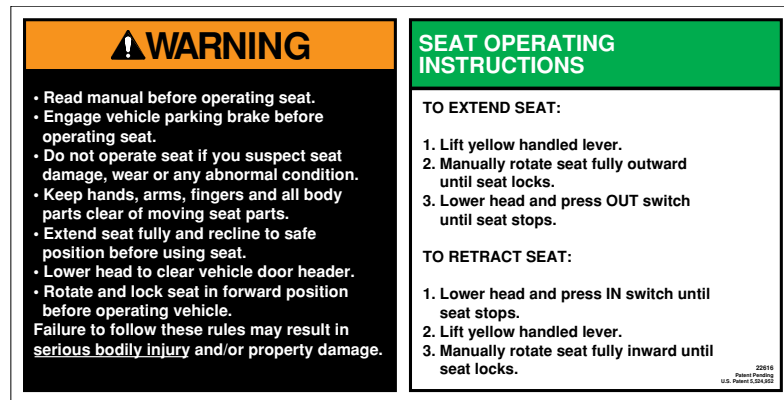 WARNING
• Read manual before operating seat.
• Engage vehicle parking brake before
operating seat.
• Do not operate seat if you suspect seat
damage, wear or any abnormal condition.
• Keep hands, arms, fingers and all body
parts clear of moving seat parts.
• Extend seat fully and recline to safe
position before using seat.
• Lower head to clear vehicle door header.
• Rotate and lock seat in forward position
before operating vehicle.
Failure to follow these rules may result in
serious bodily injury and/or property damage.
SEAT OPERATING
INSTRUCTIONS
TO EXTEND SEAT:
1. Lift yellow handled lever.
2. Manually rotate seat fully outward
until seat locks.
3. Lower head and press OUT switch
until seat stops.
TO RETRACT SEAT:
1. Lower head and press IN switch until
seat stops.
2. Lift yellow handled lever.
3. Manually rotate seat fully inward until
seat locks.
22616
Patent Pending
U.S. Patent 5,524,952